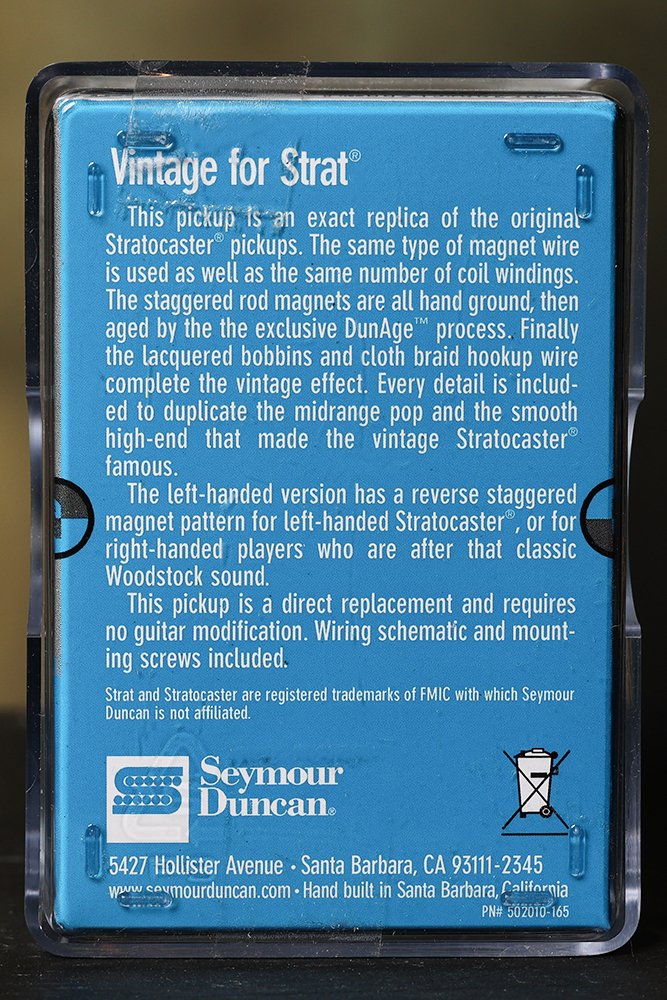 Vintage for Strat®
This pickup is an exact replica of the original
Stratocaster® pickups. The same type of magnet wire
is used as well as the same number of coil windings.
The staggered rod magnets are all hand ground, then
aged by the the exclusive DunAge™ process. Finally
the lacquered bobbins and cloth braid hookup wire
complete the vintage effect. Every detail is includ-
ed to duplicate the midrange pop and the smooth
high-end that made the vintage Stratocaster®
famous.
The left-handed version has a reverse staggered
magnet pattern for left-handed Stratocaster®, or for
right-handed players who are after that classic
Woodstock sound.
This pickup is a direct replacement and requires
no guitar modification. Wiring schematic and mount-
ing screws included.
Strat and Stratocaster are registered trademarks of FMIC with which Seymour
Duncan is not affiliated.
Seymour
Duncan®
5427 Hollister Avenue • Santa Barbara, CA 93111-2345
www.seymourduncan.com • Hand built in Santa Barbara, California
PN# 502010-165